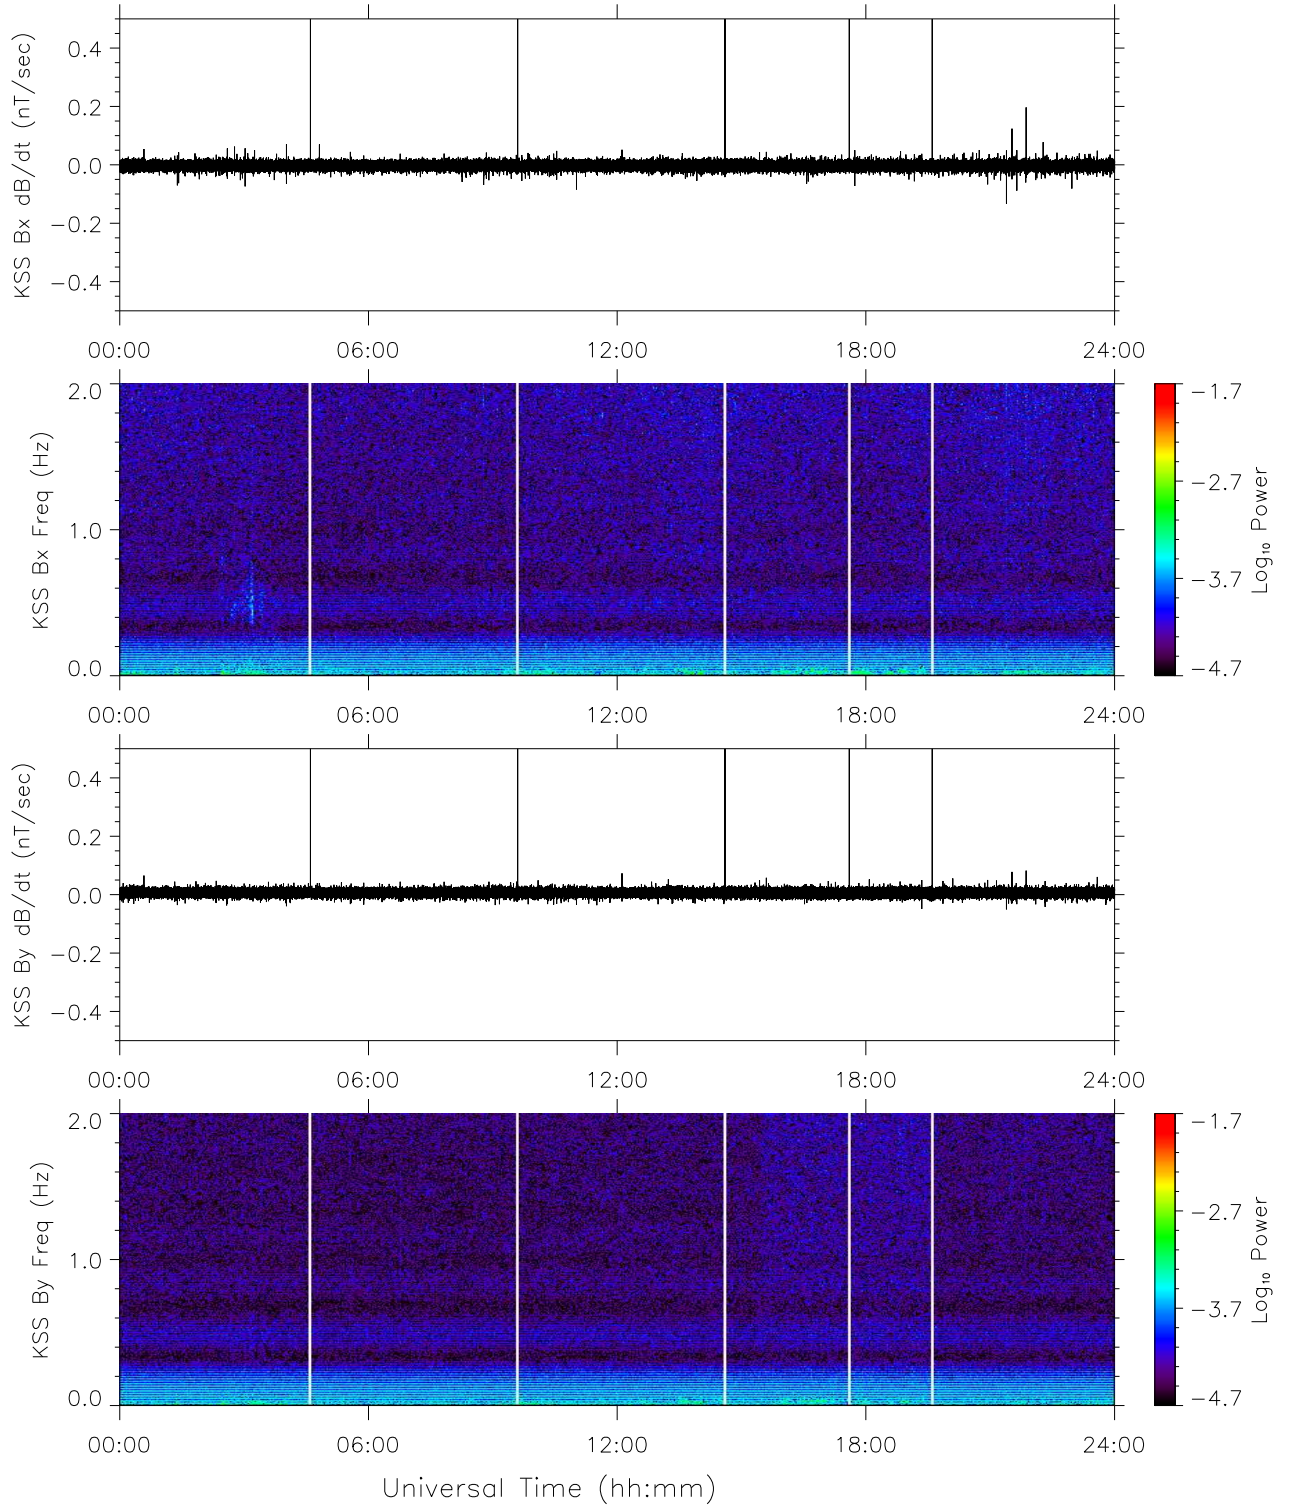 KSS Bx dB/dt (nT/sec)
0.4
0.2
0.0
−0.2
−0.4
00:00 06:00 12:00 18:00 24:00
KSS Bx Freq (Hz)
2.0
1.0
0.0
−1.7
−2.7
−3.7
−4.7
Log₁₀ Power
00:00 06:00 12:00 18:00 24:00
KSS By dB/dt (nT/sec)
0.4
0.2
0.0
−0.2
−0.4
00:00 06:00 12:00 18:00 24:00
KSS By Freq (Hz)
2.0
1.0
0.0
−1.7
−2.7
−3.7
−4.7
Log₁₀ Power
00:00 06:00 12:00 18:00 24:00
Universal Time (hh:mm)